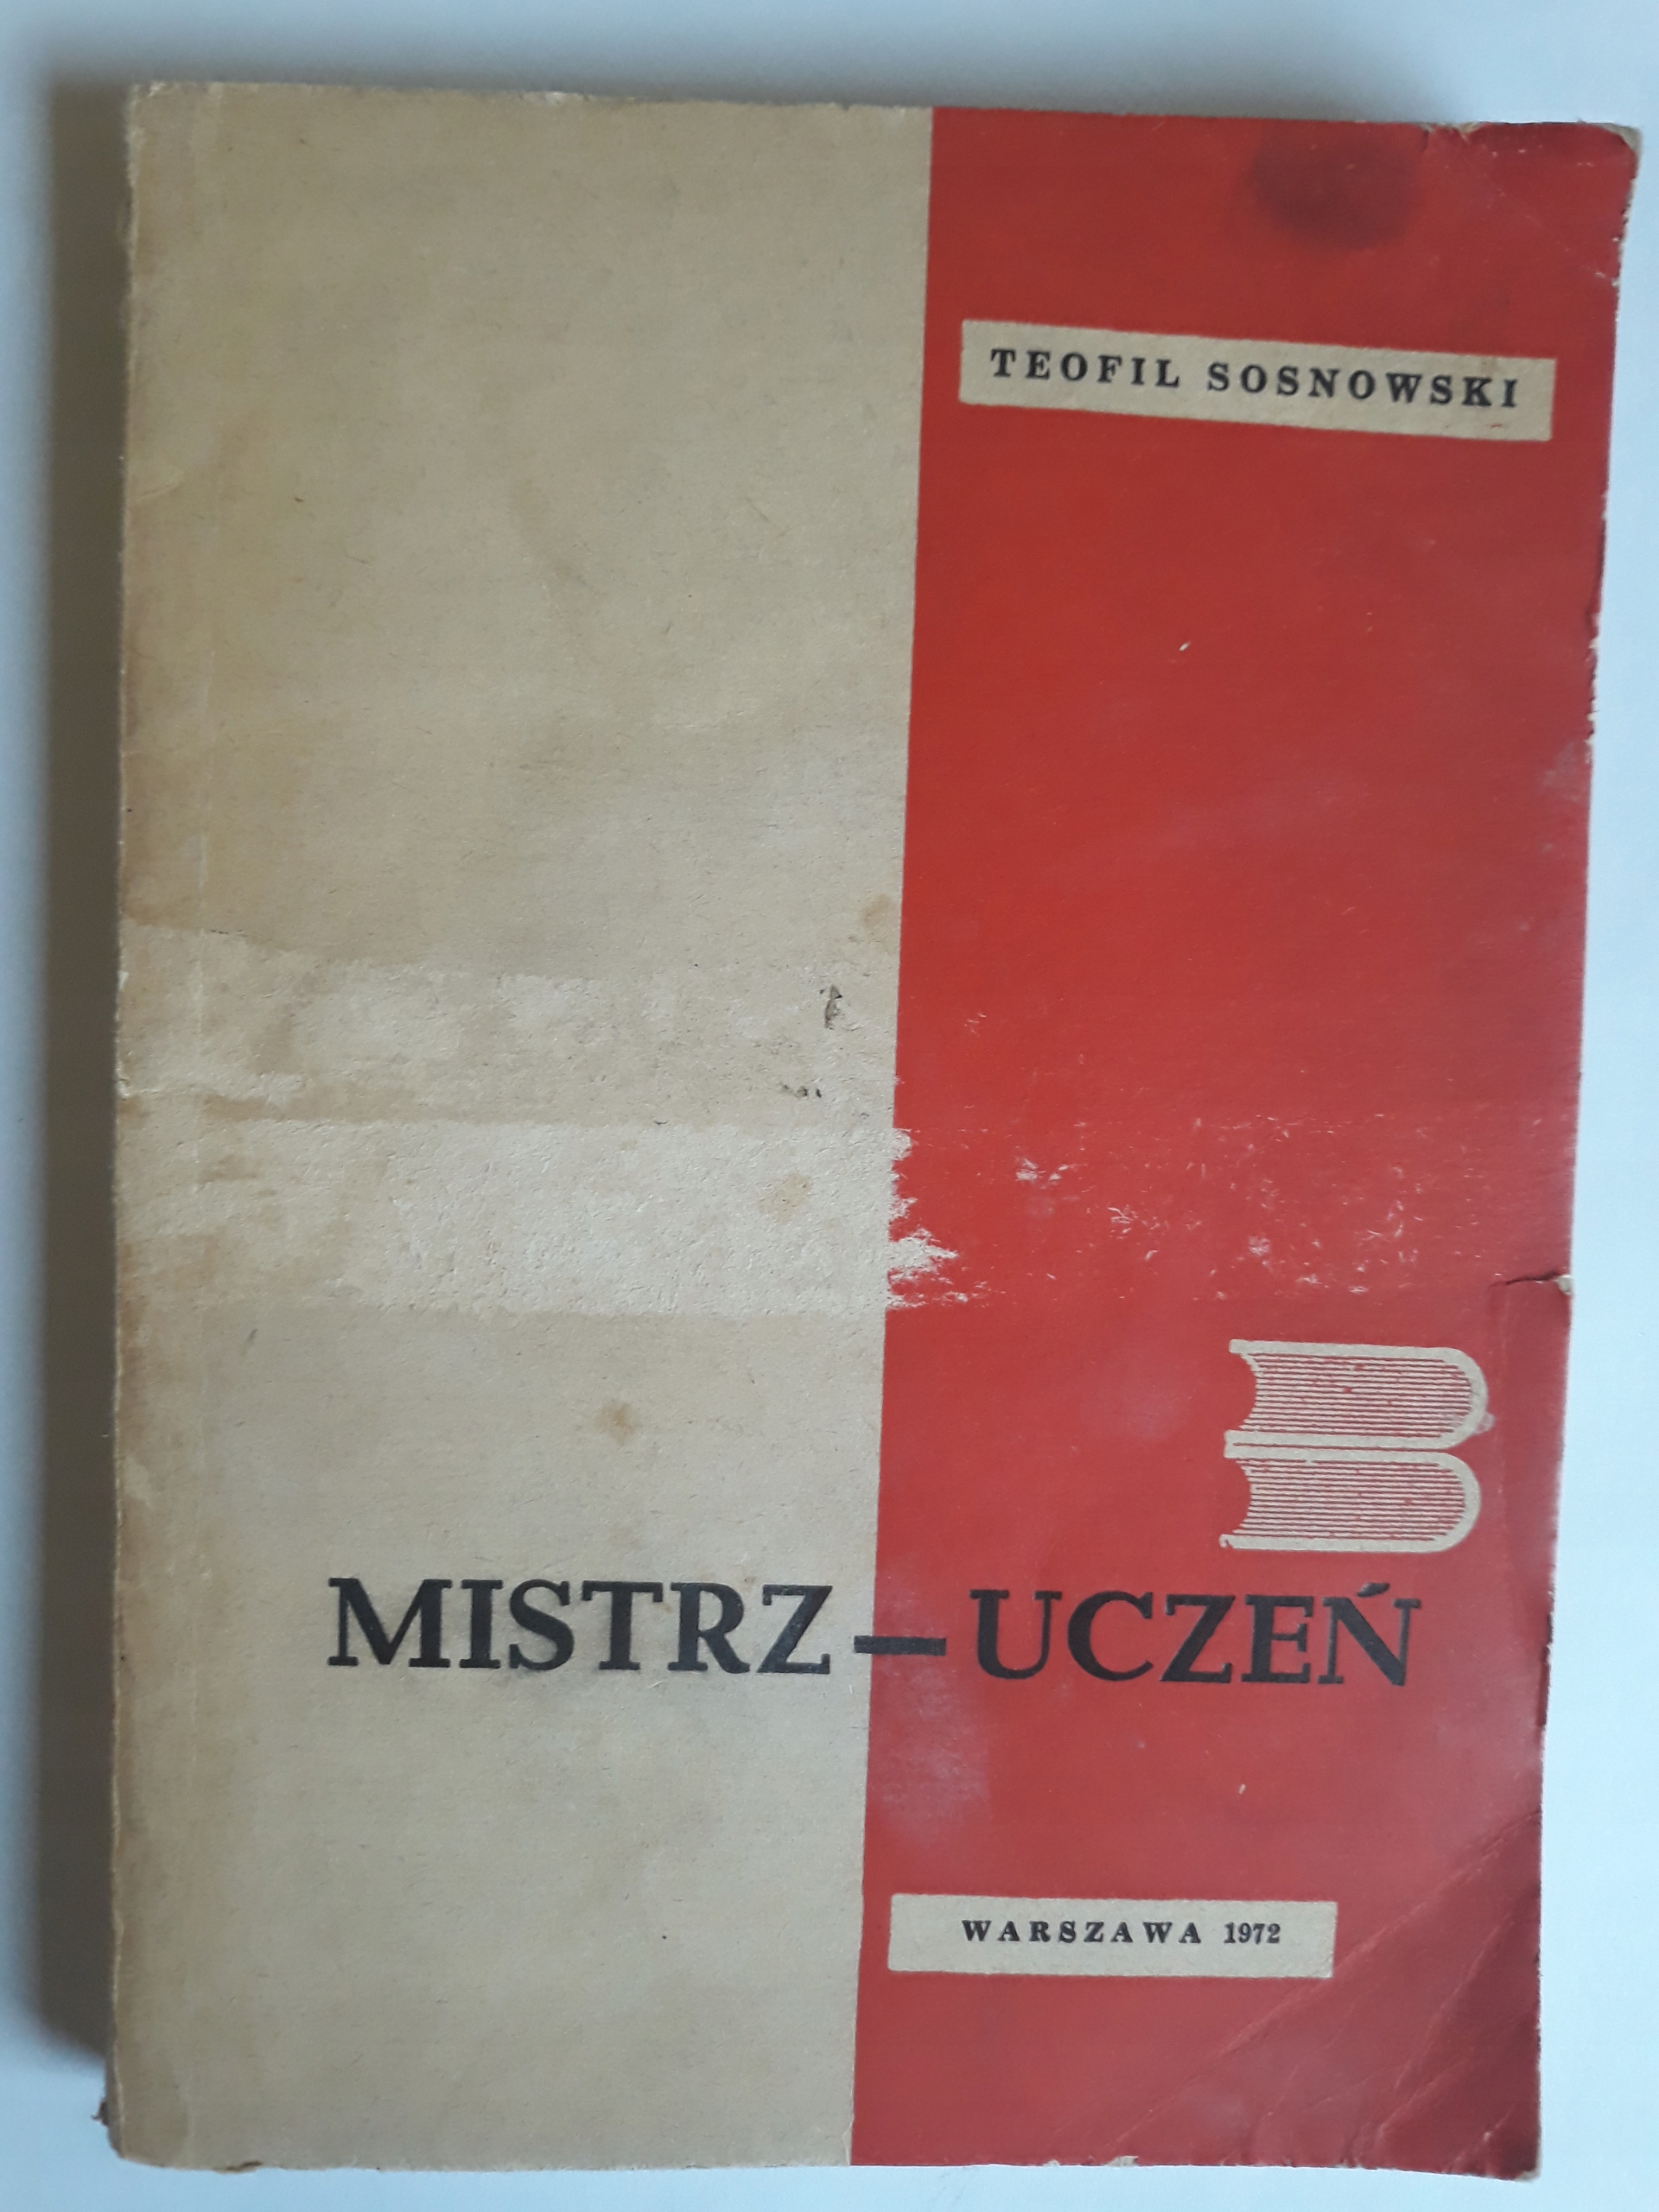 TEOFIL SOSNOWSKI
MISTRZ—UCZEŃ
WARSZAWA 1972